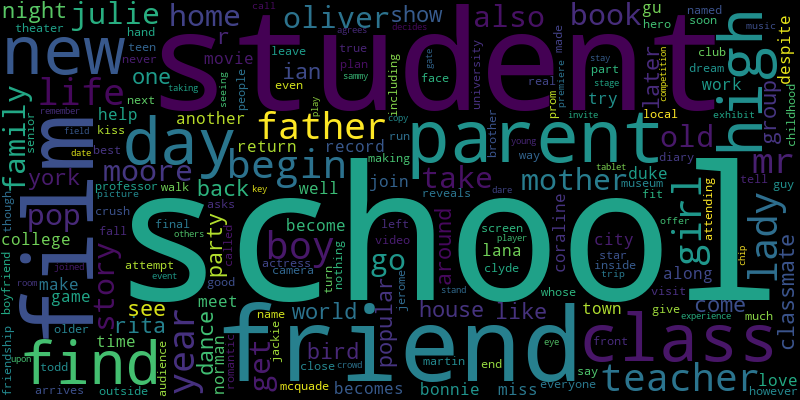 night julie home oliver show also book gu named soon despite
theater hand r movie true plan hero club dream
new student high
teen never leave ian even seeing people including face university real part stage try later work
life one next
family senior help kiss another father parent old group local
remember field date best day return record begin making run brother way young mother duke museum fit
invite premiere made prom competition childhood exhibit
call agrees decides taking sammy play gate stay music
film moore york professor walk back well join take reveals copy dare tablet diary girl mr tell guy
pop picture crush asks become left around screen coraline city offer attending lady classmate
college though fall final others called boy key school go lana player star inside trip chip
boyfriend joined room make game story attempt event party good actress camera video turn nothing clyde stand whose visit along come
friendship upon older see meet world jerome popular house like town give experience much
rita time year dance name friend class front
find audience norman romantic get jackie bird close crowd martin end eye say teacher love
todd arrives outside mcquade becomes bonnie miss everyone however